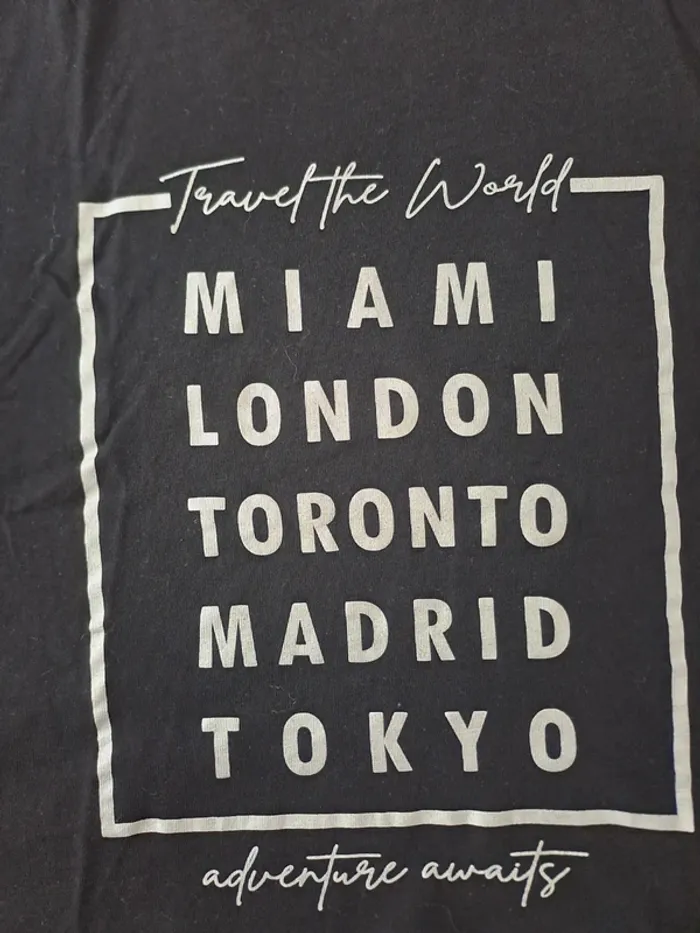 Travel the World
MIAMI
LONDON
TORONTO
MADRID
TOKYO
adventure awaits